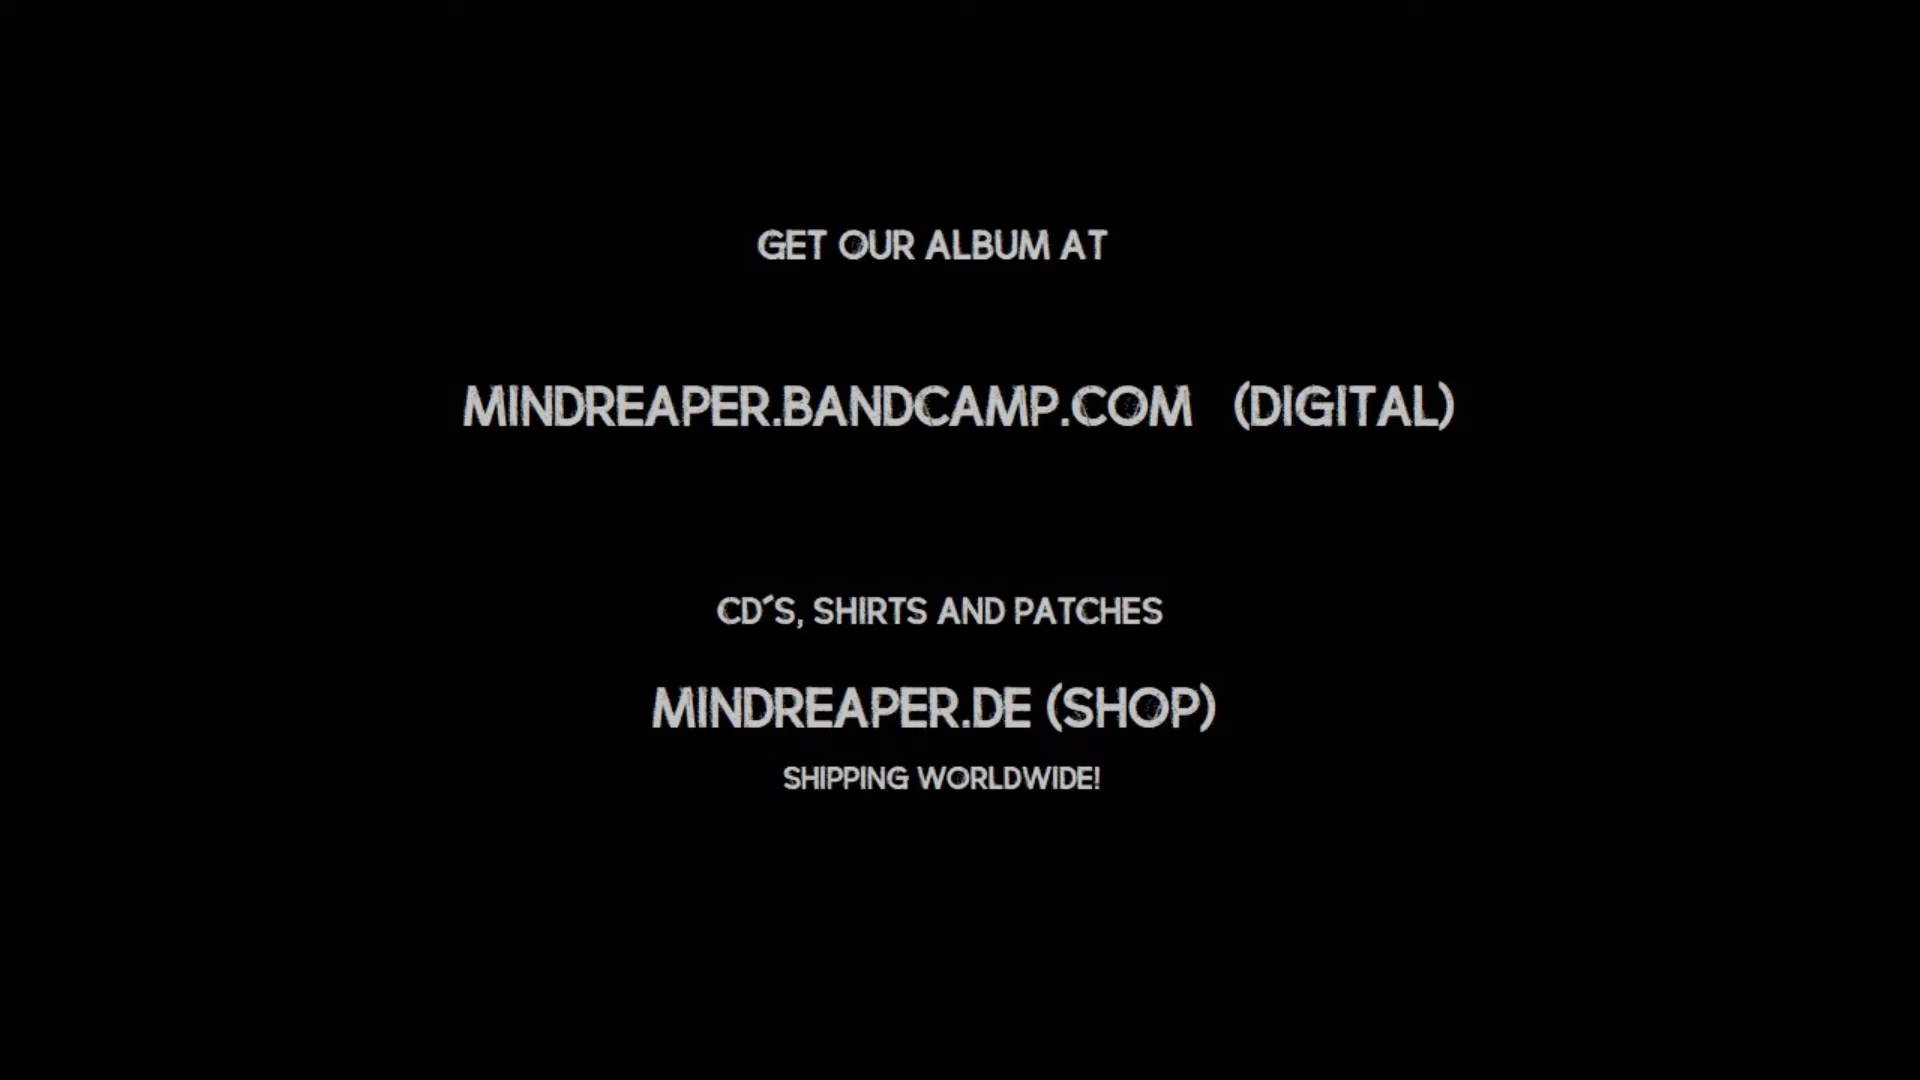 GET OUR ALBUM AT
MINDREAPER.BANDCAMP.COM (DIGITAL)
CD´S, SHIRTS AND PATCHES
MINDREAPER.DE (SHOP)
SHIPPING WORLDWIDE!